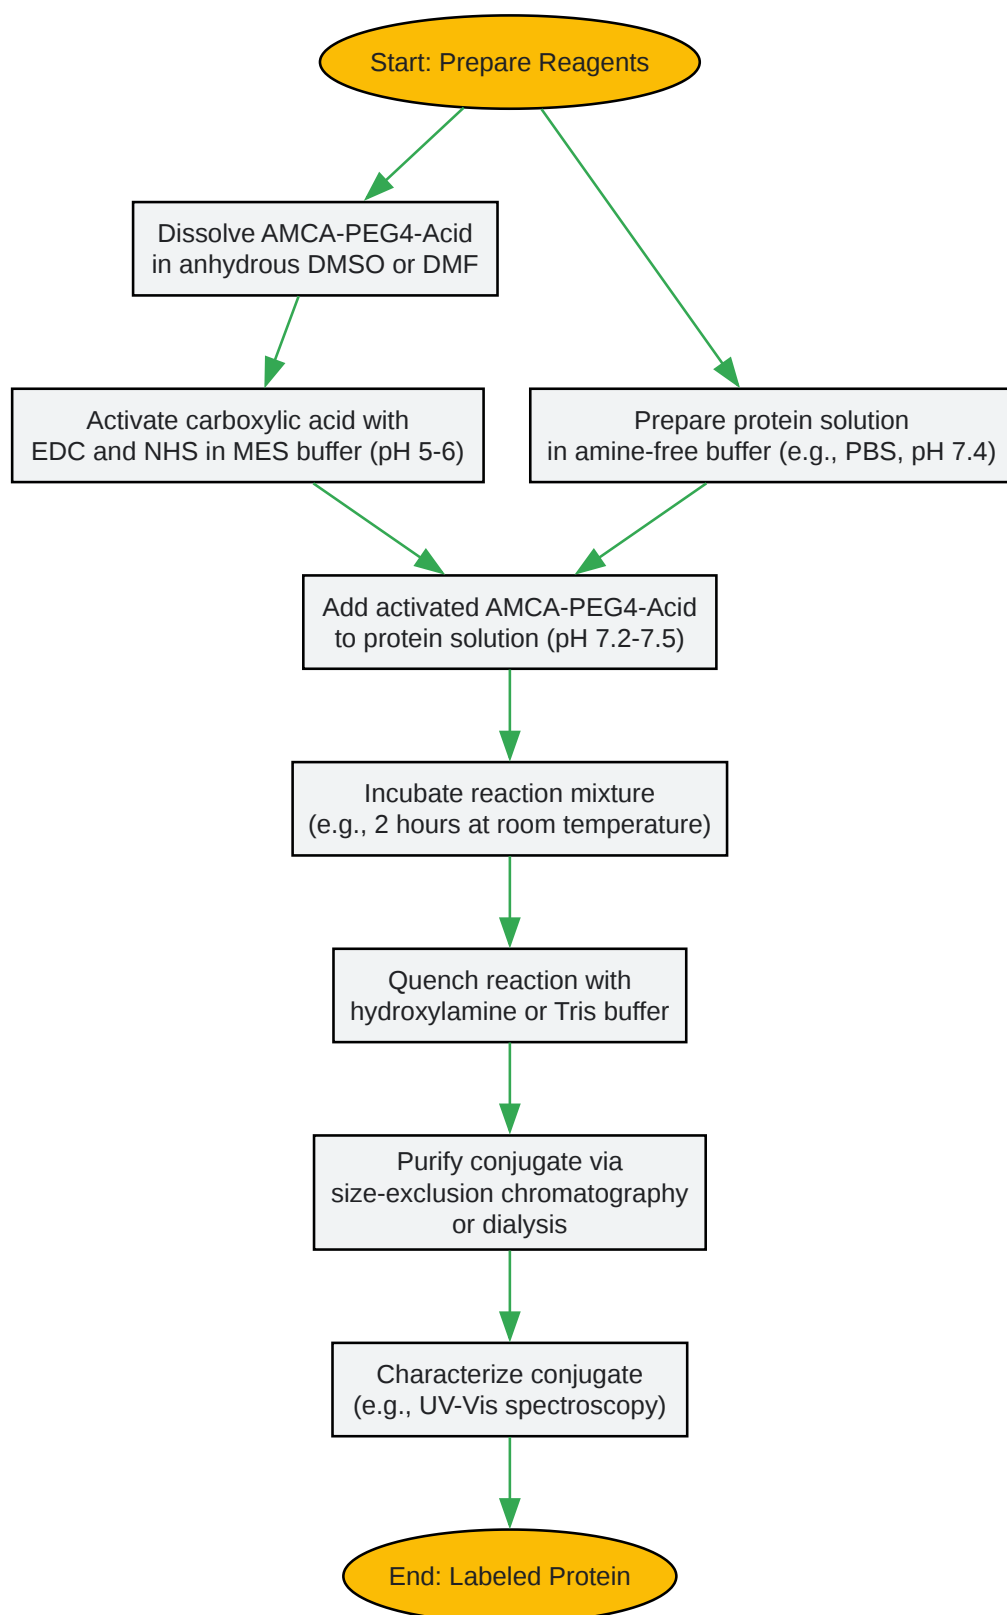 Start: Prepare Reagents
Dissolve AMCA-PEG4-Acid
in anhydrous DMSO or DMF
Activate carboxylic acid with
EDC and NHS in MES buffer (pH 5-6)
Prepare protein solution
in amine-free buffer (e.g., PBS, pH 7.4)
Add activated AMCA-PEG4-Acid
to protein solution (pH 7.2-7.5)
Incubate reaction mixture
(e.g., 2 hours at room temperature)
Quench reaction with
hydroxylamine or Tris buffer
Purify conjugate via
size-exclusion chromatography
or dialysis
Characterize conjugate
(e.g., UV-Vis spectroscopy)
End: Labeled Protein